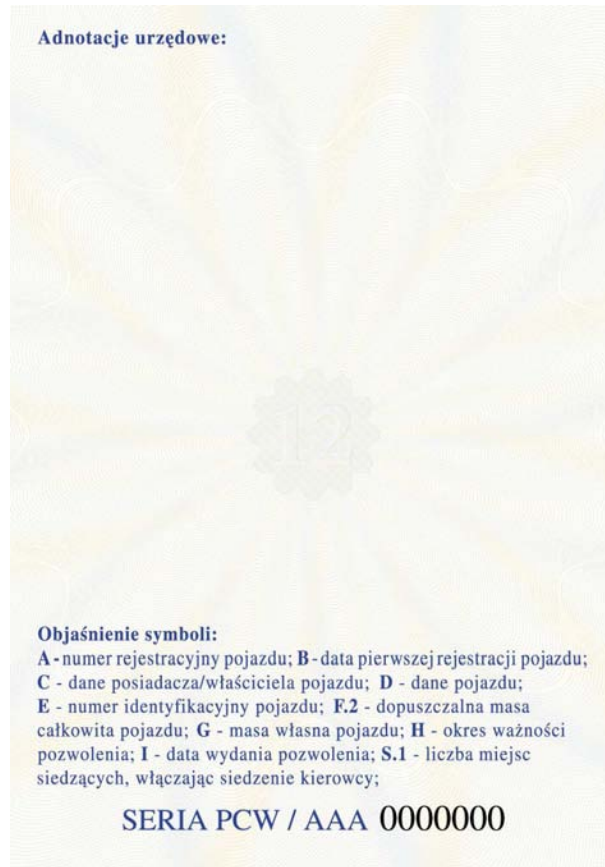 Adnotacje urzędowe:
12
Objaśnienie symboli:
A - numer rejestracyjny pojazdu; B - data pierwszej rejestracji pojazdu;
C - dane posiadacza/właściciela pojazdu; D - dane pojazdu;
E - numer identyfikacyjny pojazdu; F.2 - dopuszczalna masa
całkowita pojazdu; G - masa własna pojazdu; H - okres ważności
pozwolenia; I - data wydania pozwolenia; S.1 - liczba miejsc
siedzących, włączając siedzenie kierowcy;
SERIA PCW / AAA 0000000